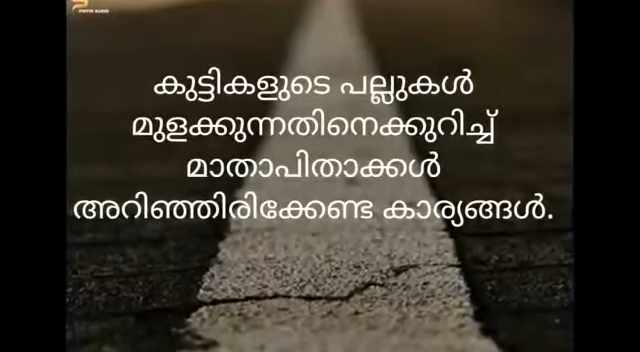 കുട്ടികളുടെ പല്ലുകൾ
മുളക്കുന്നതിനെക്കുറിച്ച്
മാതാപിതാക്കൾ
അറിഞ്ഞിരിക്കേണ്ട കാര്യങ്ങൾ.